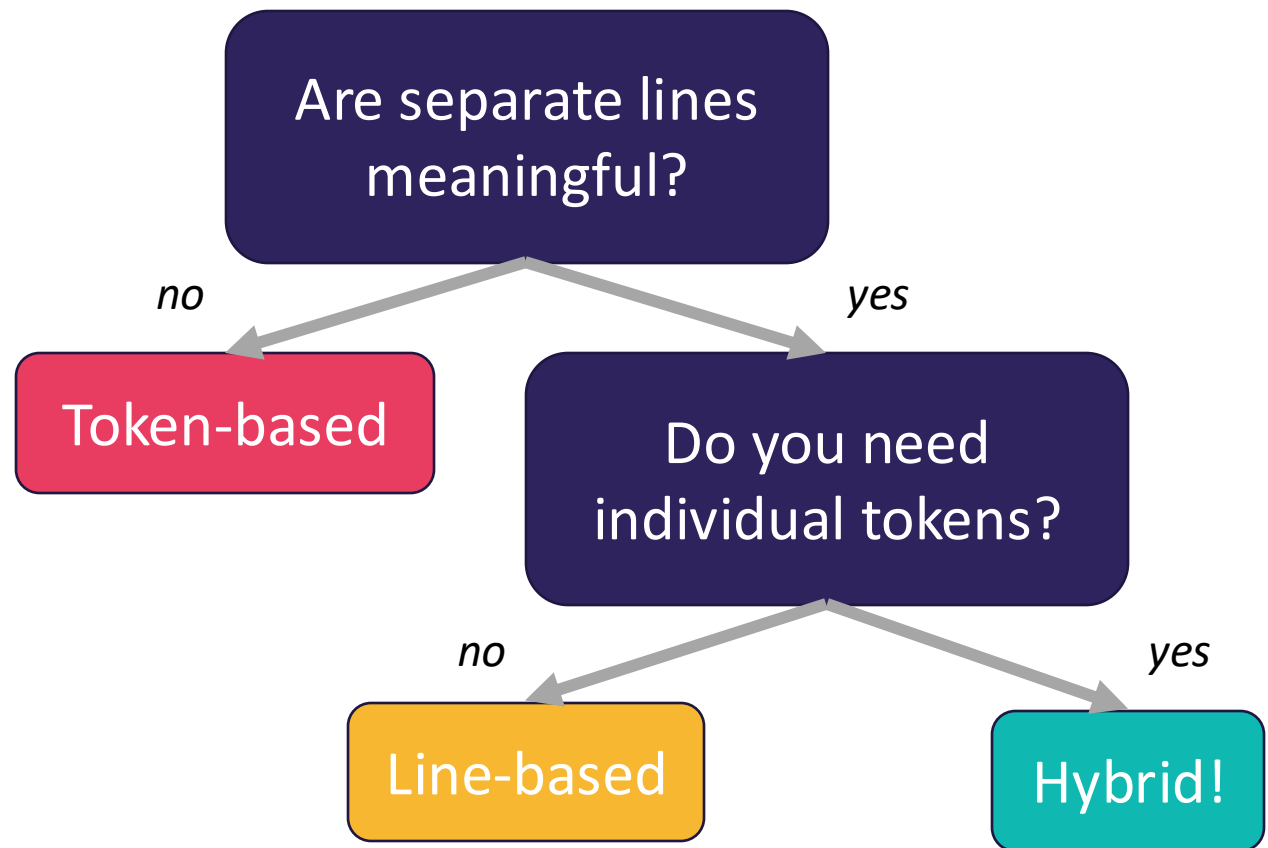 Are separate lines
meaningful?
no
yes
Token-based
Do you need
individual tokens?
no
yes
Line-based
Hybrid!